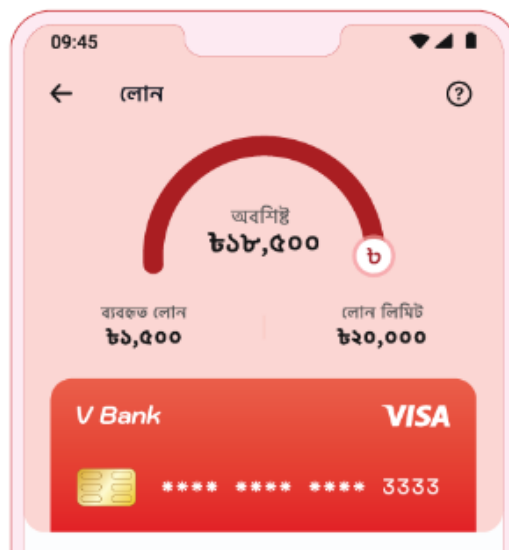 09:45
লোন
?
অবশিষ্ট
৳১৮,৫০০
৳
ব্যবহৃত লোন
৳১,৫০০
লোন লিমিট
৳২০,০০০
V Bank
VISA
**** **** **** 3333